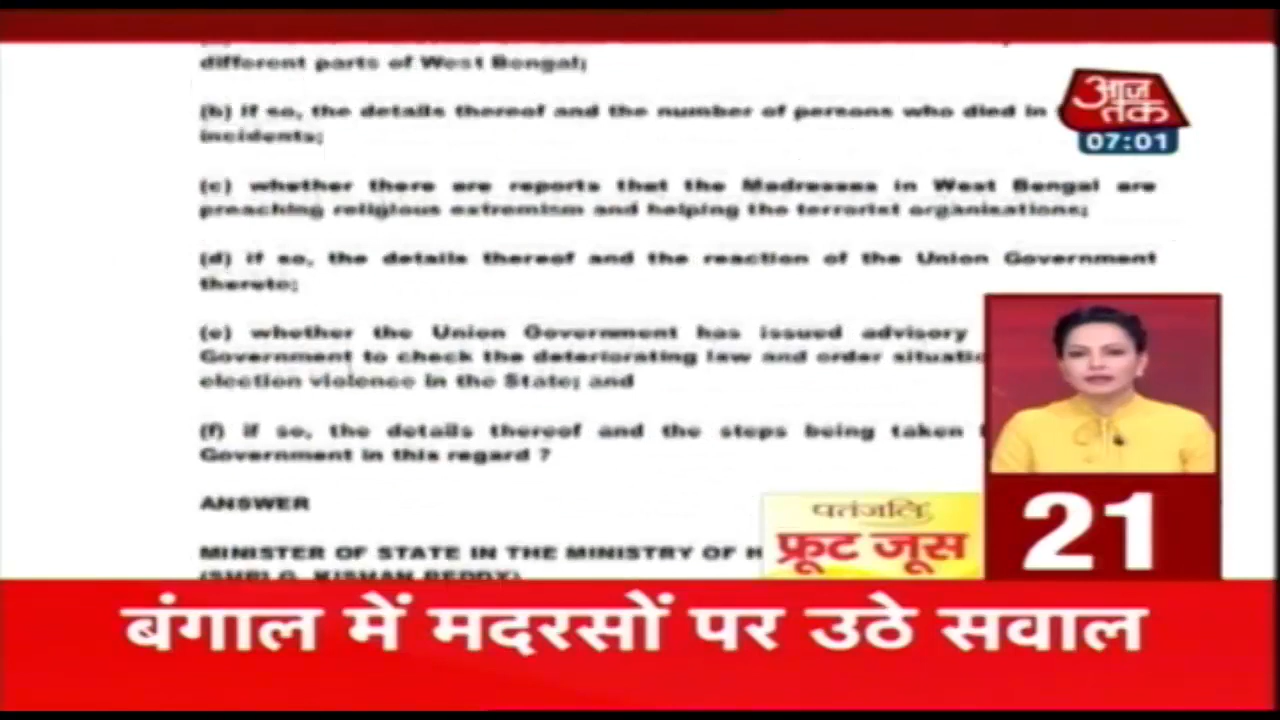 different parts of West Bengal;
(b) if so, the details thereof and the number of persons who died in
incidents;
(c) whether there are reports that the Madrassas in West Bengal are
preaching religious extremism and helping the terrorist organisations;
(d) if so, the details thereof and the reaction of the Union Government
thereto;
(e) whether the Union Government has issued advisory
Government to check the deteriorating law and order
election violence in the State; and
(f) if so, the details thereof and the steps being taken
Government in this regard ?
ANSWER
MINISTER OF STATE IN THE MINISTRY OF H
(SHRI G. KISHAN REDDY)
आज
तक
07:01
पतंजलि
फ्रूट जूस
21
बंगाल में मदरसों पर उठे सवाल